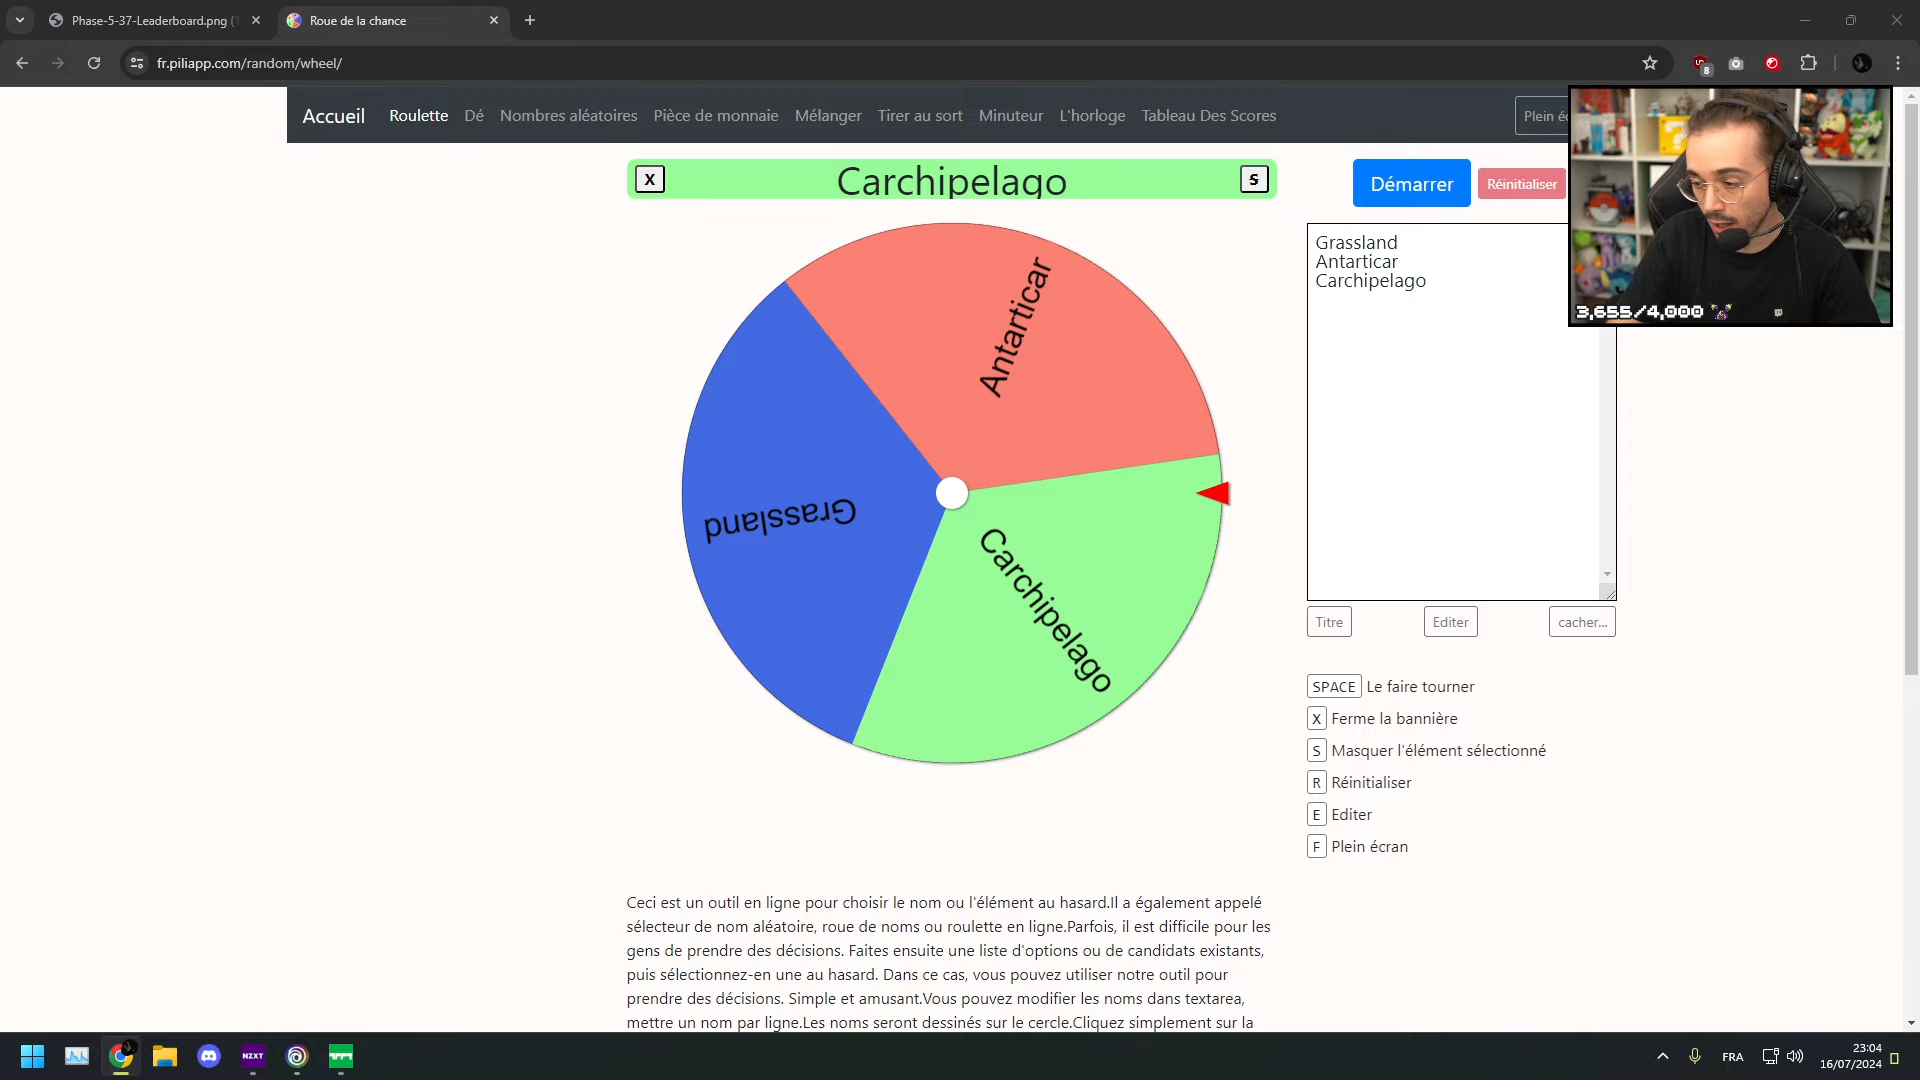 Phase-5-37-Leaderboard.png (
Roue de la chance
fr.piliapp.com/random/wheel/
8
Accueil
Roulette
Dé
Nombres aléatoires
Pièce de monnaie
Mélanger
Tirer au sort
Minuteur
L'horloge
Tableau Des Scores
Plein éc
X
Carchipelago
S
Démarrer
Réinitialiser
Antarticar
Grassland
Carchipelago
Grassland
Antarticar
Carchipelago
3,655/4,000
Titre
Editer
cacher...
SPACE Le faire tourner
X Ferme la bannière
S Masquer l'élément sélectionné
R Réinitialiser
E Editer
F Plein écran
Ceci est un outil en ligne pour choisir le nom ou l'élément au hasard.Il a également appelé
sélecteur de nom aléatoire, roue de noms ou roulette en ligne.Parfois, il est difficile pour les
gens de prendre des décisions. Faites ensuite une liste d'options ou de candidats existants,
puis sélectionnez-en une au hasard. Dans ce cas, vous pouvez utiliser notre outil pour
prendre des décisions. Simple et amusant.Vous pouvez modifier les noms dans textarea,
mettre un nom par ligne.Les noms seront dessinés sur le cercle.Cliquez simplement sur la
NZXT
FRA
23:04
16/07/2024